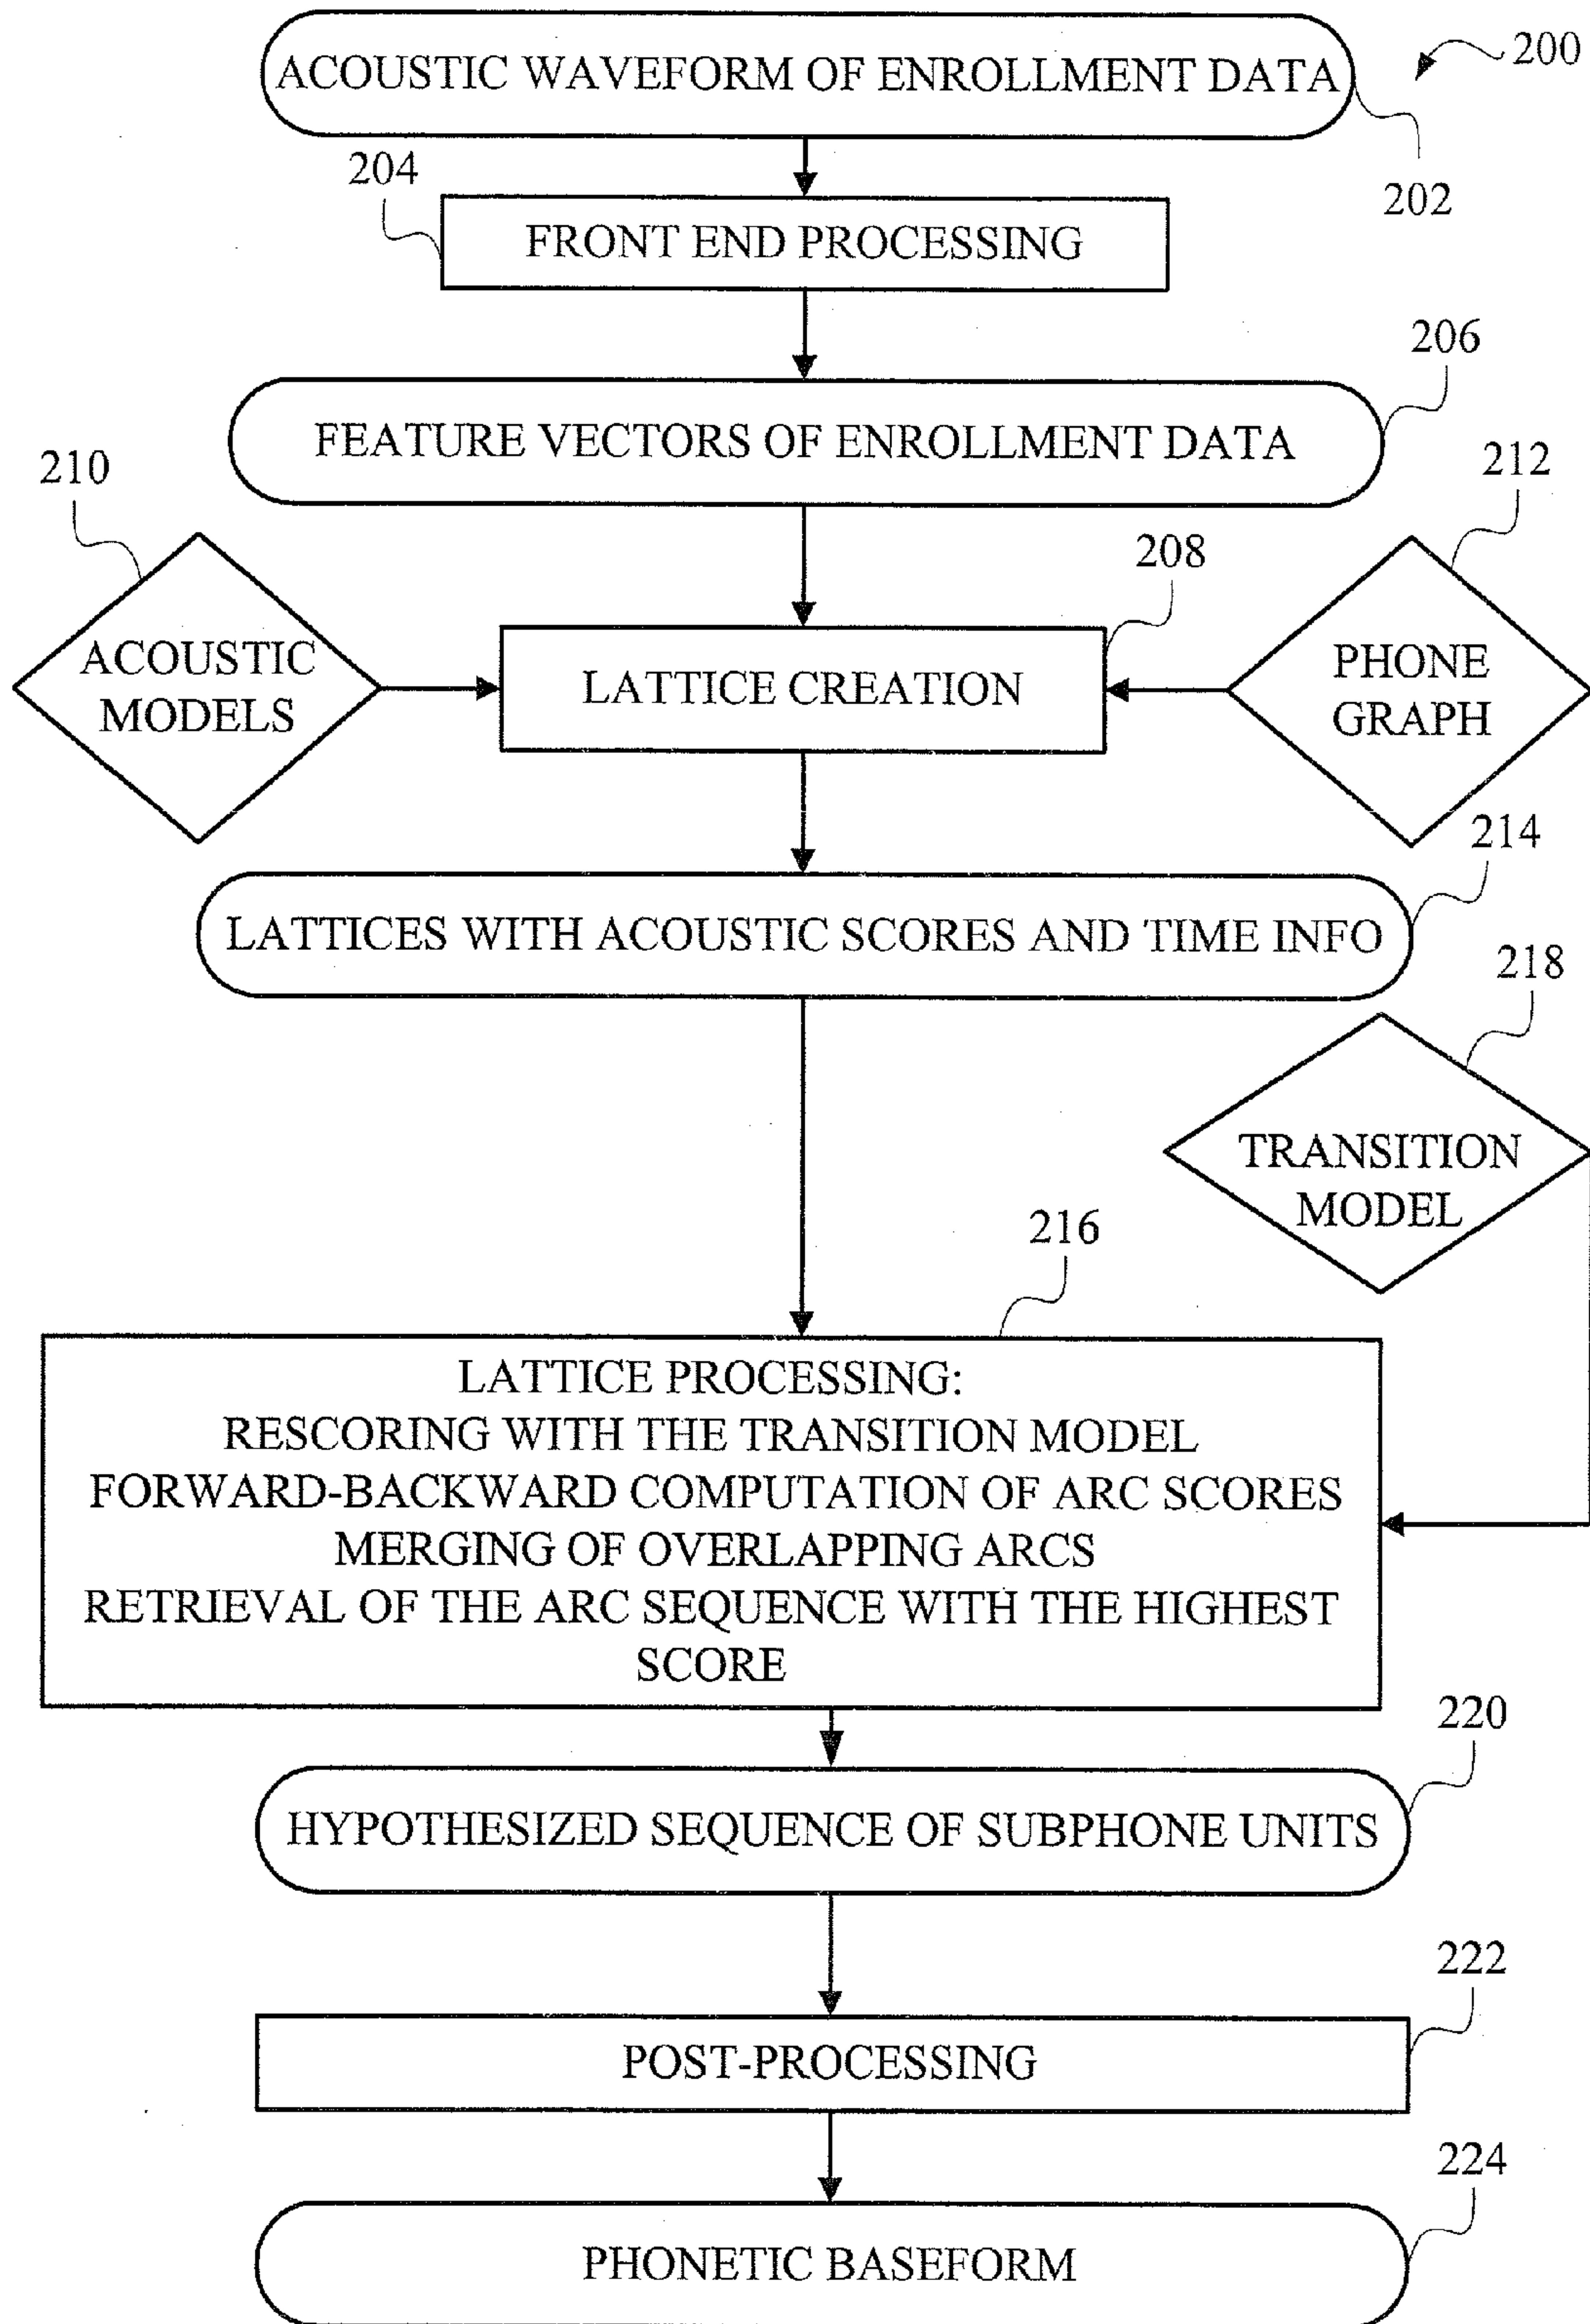 ACOUSTIC WAVEFORM OF ENROLLMENT DATA
200
202
204
FRONT END PROCESSING
206
FEATURE VECTORS OF ENROLLMENT DATA
210
212
208
ACOUSTIC
MODELS
LATTICE CREATION
PHONE
GRAPH
214
LATTICES WITH ACOUSTIC SCORES AND TIME INFO
218
TRANSITION
MODEL
216
LATTICE PROCESSING:
RESCORING WITH THE TRANSITION MODEL
FORWARD-BACKWARD COMPUTATION OF ARC SCORES
MERGING OF OVERLAPPING ARCS
RETRIEVAL OF THE ARC SEQUENCE WITH THE HIGHEST
SCORE
220
HYPOTHESIZED SEQUENCE OF SUBPHONE UNITS
222
POST-PROCESSING
224
PHONETIC BASEFORM